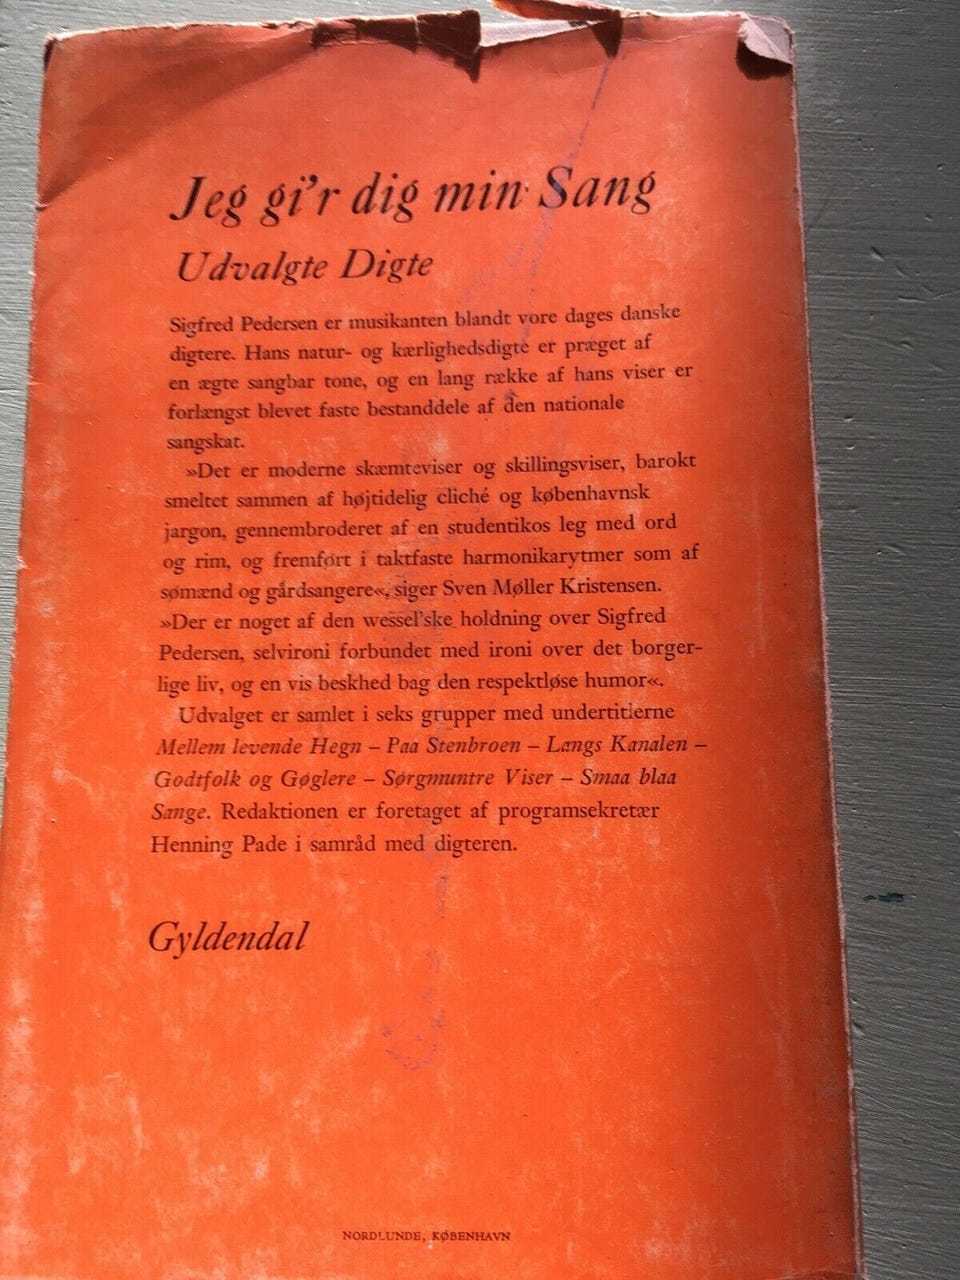 Jeg gi'r dig min Sang
Udvalgte Digte
Sigfred Pedersen er musikanten blandt vore dages danske
digtere. Hans natur- og kærlighedsdigte er præget af
en ægte sangbar tone, og en lang række af hans viser er
forlængst blevet faste bestanddele af den nationale
sangskat.
»Det er moderne skæmteviser og skillingsviser, barokt
smeltet sammen af højtidelig cliché og københavnsk
jargon, gennembroderet af en studentikos leg med ord
og rim, og fremført i taktfaste harmonikarytmer som af
sømænd og gårdsangere«, siger Sven Møller Kristensen.
»Der er noget af den wessel'ske holdning over Sigfred
Pedersen, selvironi forbundet med ironi over det borger-
lige liv, og en vis beskhed bag den respektløse humor«.
Udvalget er samlet i seks grupper med undertitlerne
Mellem levende Hegn – Paa Stenbroen – Langs Kanalen –
Godtfolk og Gøglere – Sørgmuntre Viser – Smaa blaa
Sange. Redaktionen er foretaget af programsekretær
Henning Pade i samråd med digteren.
Gyldendal
NORDLUNDE, KØBENHAVN